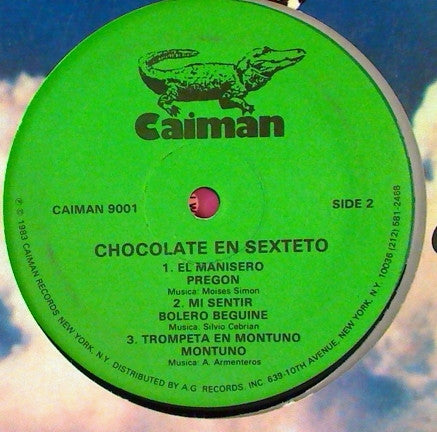 Caiman
CAIMAN 9001
SIDE 2
CHOCOLATE EN SEXTETO
1. EL MANISERO
PREGON
Musica: Moises Simon
2. MI SENTIR
BOLERO BEGUINE
Musica: Silvio Cebrian
3. TROMPETA EN MONTUNO
MONTUNO
Musica: A. Armenteros
℗ © 1983 CAIMAN RECORDS NEW YORK, N.Y. DISTRIBUTED BY A.G. RECORDS, INC 639-10TH AVENUE, NEW YORK, N.Y. 10036 (212) 581-2468